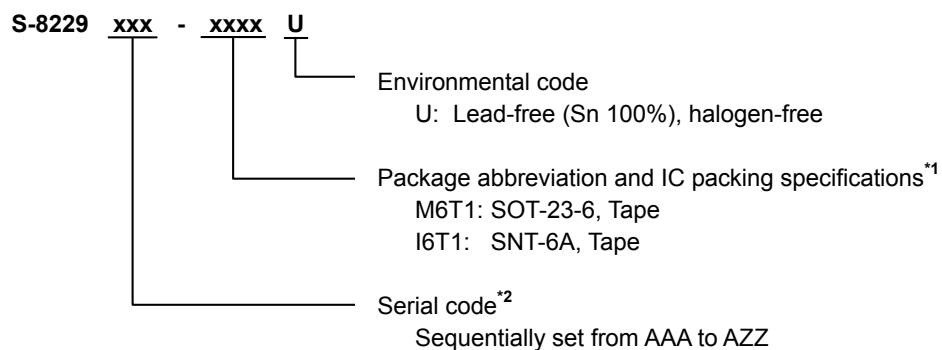 S-8229 xxx - xxxx U
Environmental code
U: Lead-free (Sn 100%), halogen-free
Package abbreviation and IC packing specifications*1
M6T1: SOT-23-6, Tape
I6T1: SNT-6A, Tape
Serial code*2
Sequentially set from AAA to AZZ